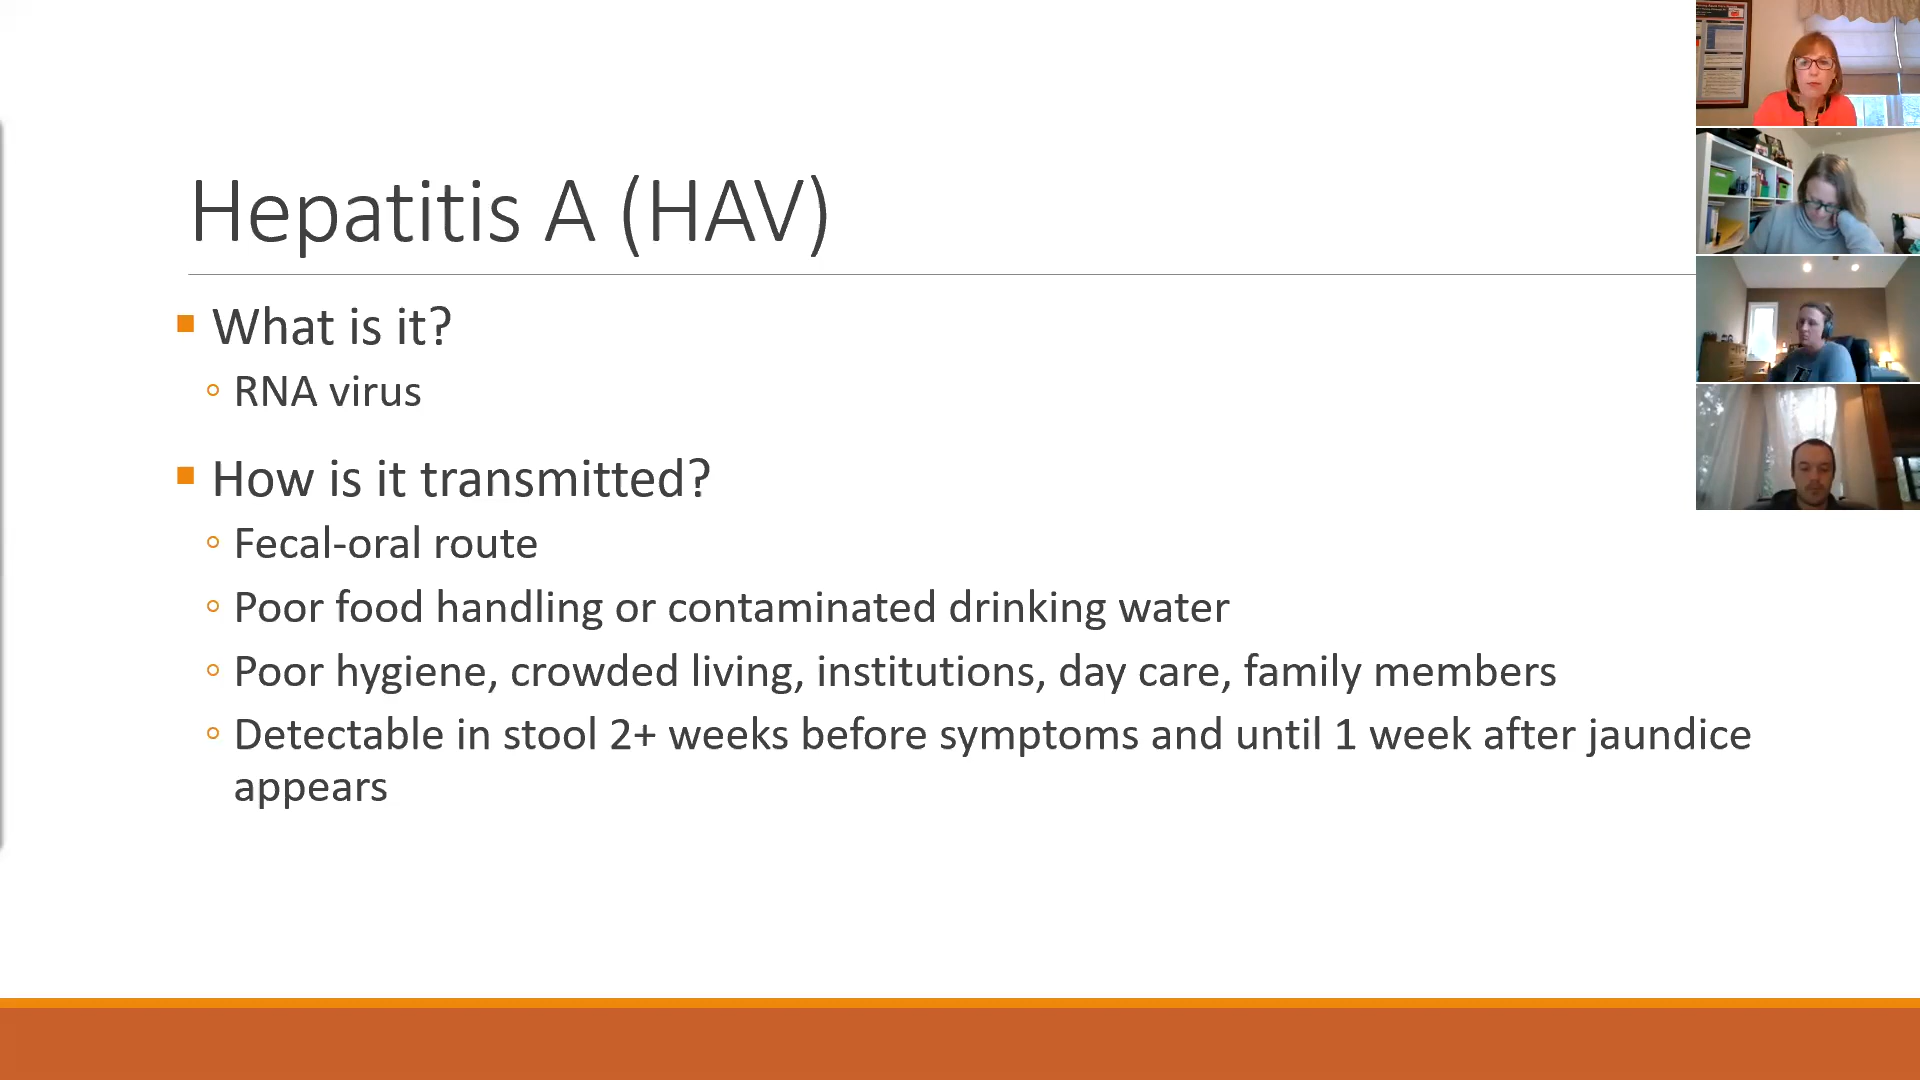 Hepatitis A (HAV)
What is it?
RNA virus
How is it transmitted?
Fecal-oral route
Poor food handling or contaminated drinking water
Poor hygiene, crowded living, institutions, day care, family members
Detectable in stool 2+ weeks before symptoms and until 1 week after jaundice
appears